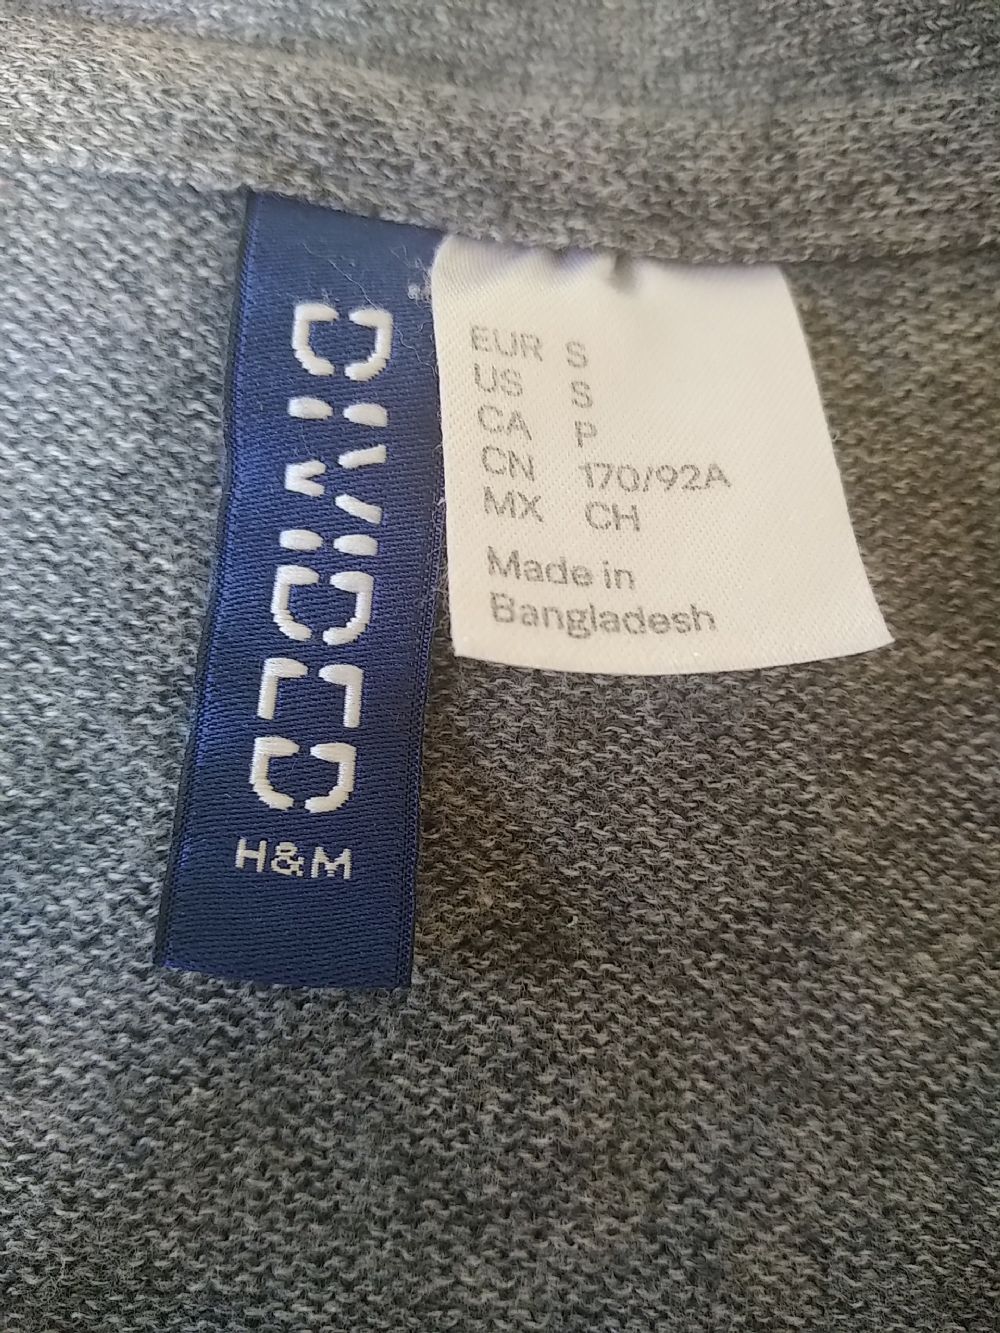 DIVIDED
H&M
EUR S
US S
CA P
CN 170/92A
MX CH
Made in
Bangladesh